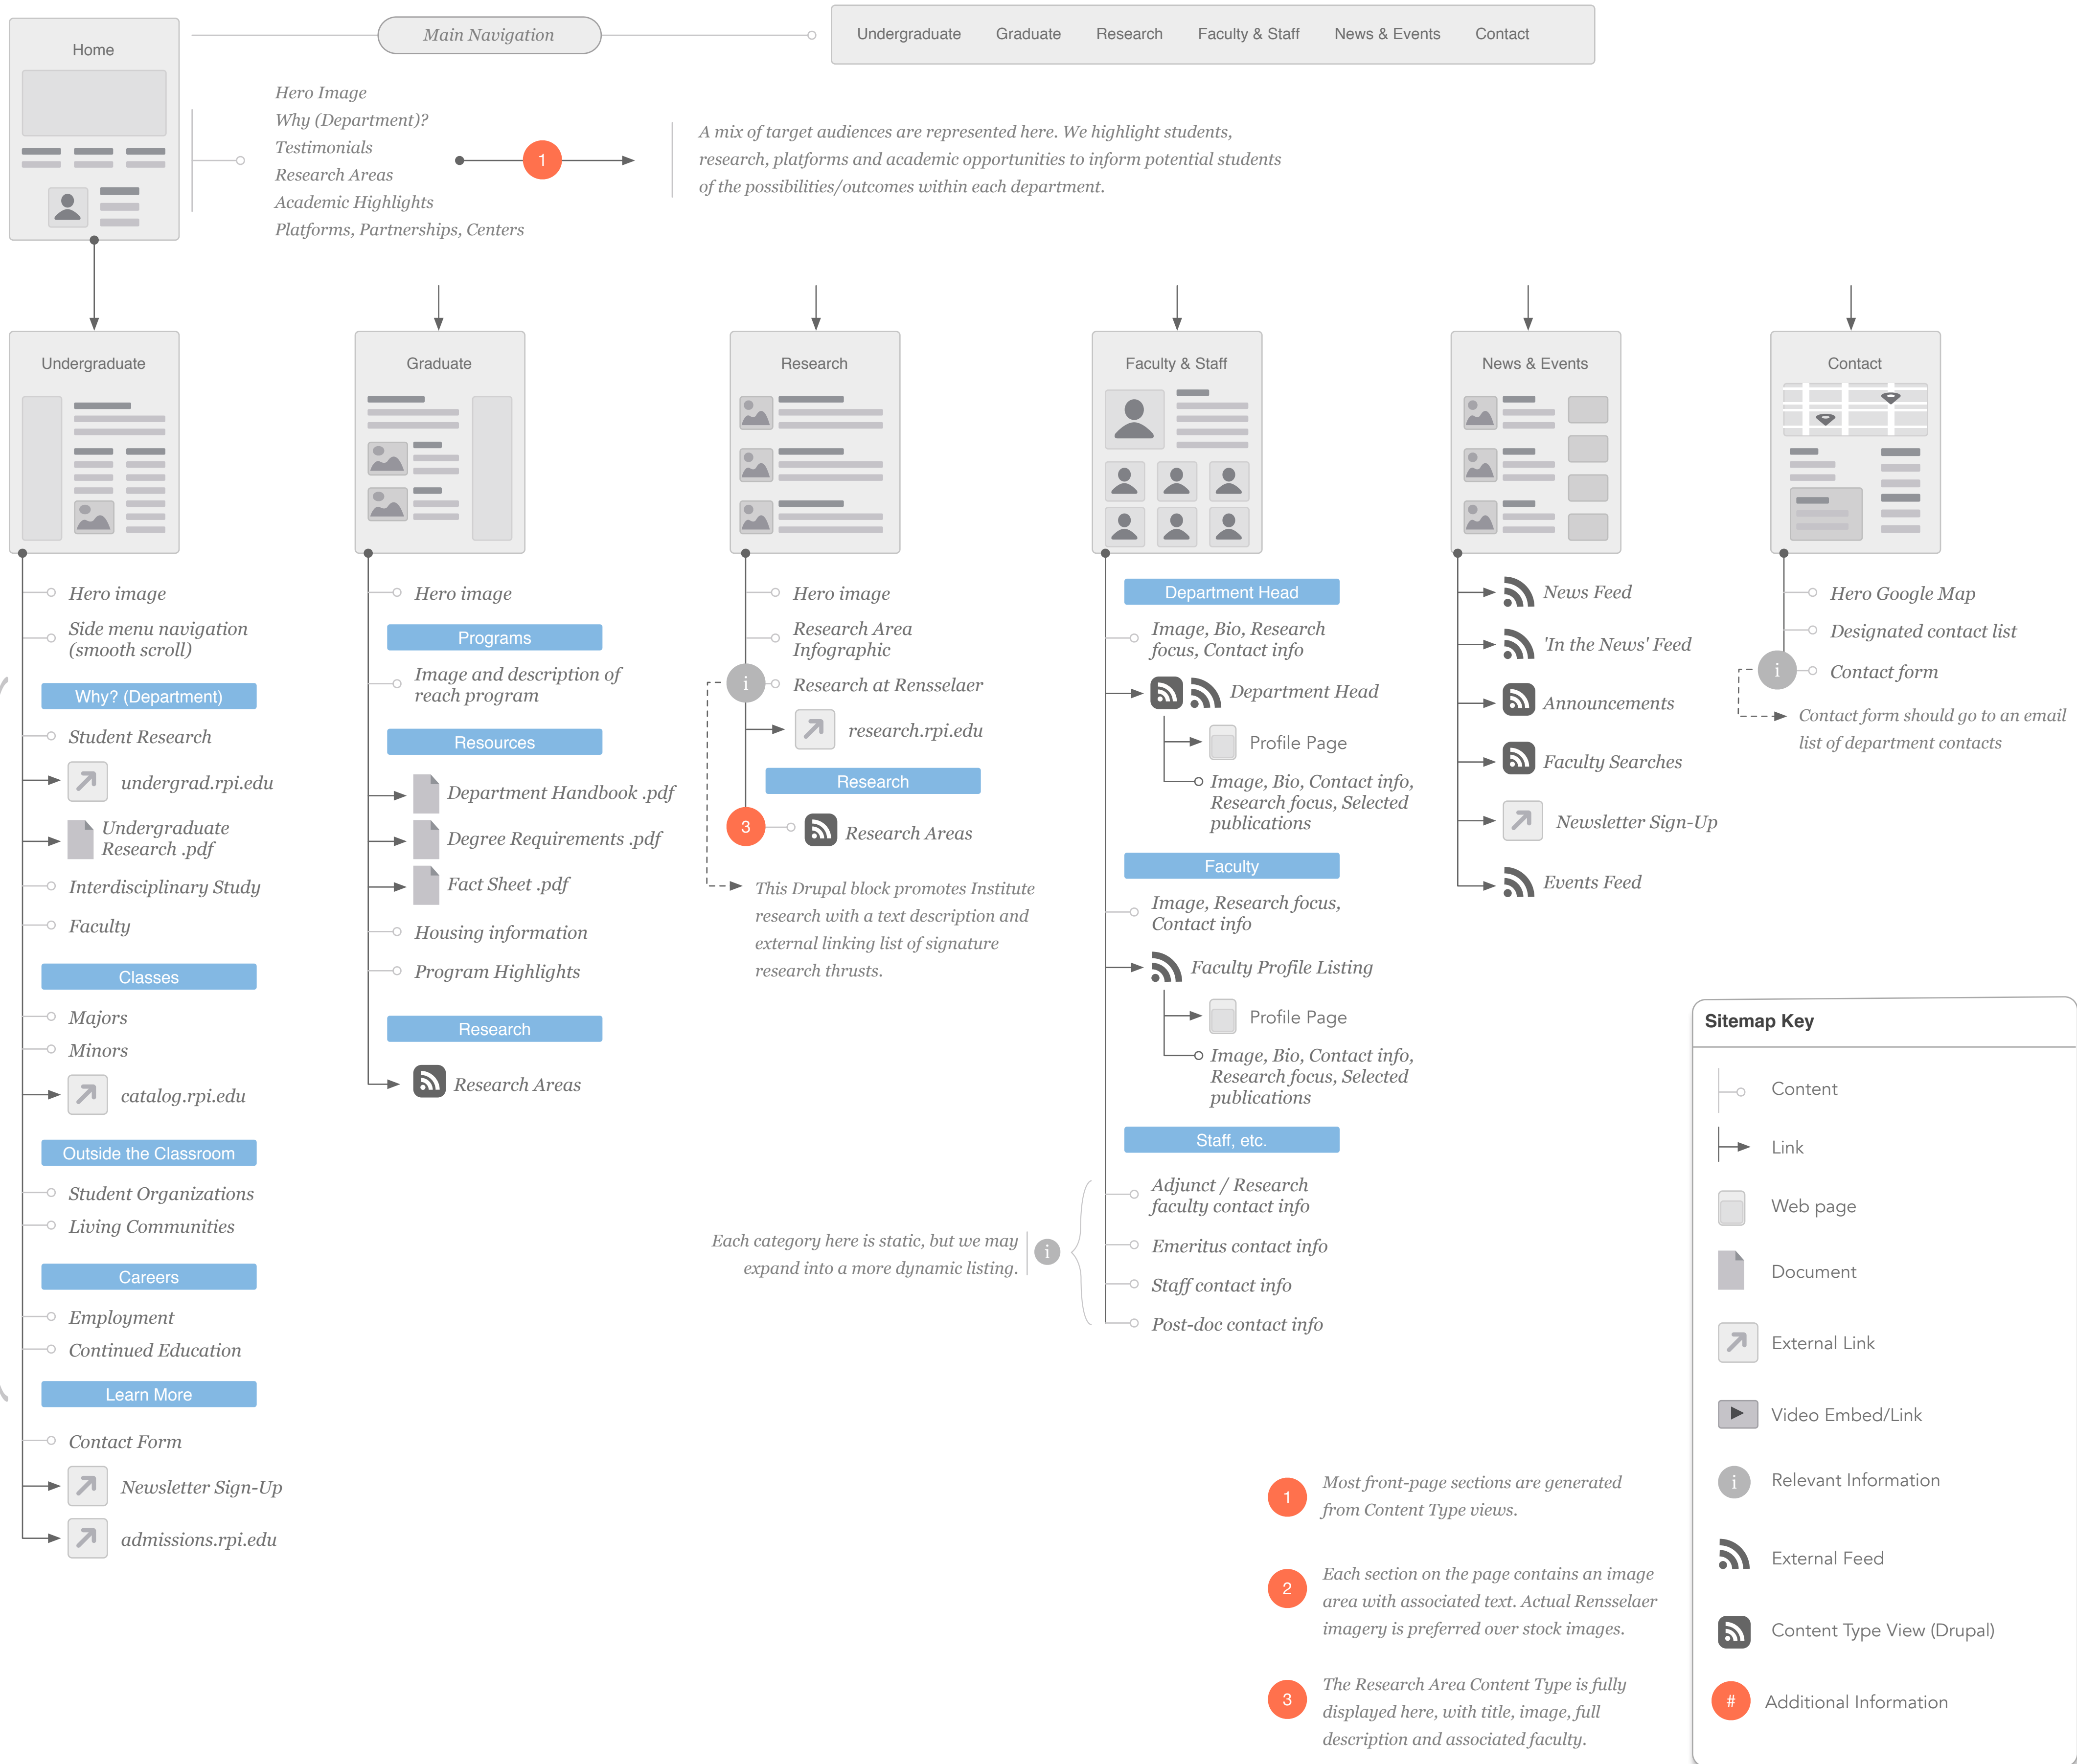 Home
Main Navigation
Undergraduate Graduate Research Faculty & Staff News & Events Contact
Hero Image
Why (Department)?
Testimonials
Research Areas
Academic Highlights
Platforms, Partnerships, Centers
1
A mix of target audiences are represented here. We highlight students,
research, platforms and academic opportunities to inform potential students
of the possibilities/outcomes within each department.
Undergraduate
Hero image
Side menu navigation
(smooth scroll)
Why? (Department)
Student Research
undergrad.rpi.edu
Undergraduate
Research .pdf
Interdisciplinary Study
Faculty
Classes
Majors
Minors
catalog.rpi.edu
Outside the Classroom
Student Organizations
Living Communities
Careers
Employment
Continued Education
Learn More
Contact Form
Newsletter Sign-Up
admissions.rpi.edu
Graduate
Hero image
Programs
Image and description of
reach program
Resources
Department Handbook .pdf
Degree Requirements .pdf
Fact Sheet .pdf
Housing information
Program Highlights
Research
Research Areas
Research
Hero image
Research Area
Infographic
i
Research at Rensselaer
research.rpi.edu
Research
3
Research Areas
This Drupal block promotes Institute
research with a text description and
external linking list of signature
research thrusts.
Faculty & Staff
Department Head
Image, Bio, Research
focus, Contact info
Department Head
Profile Page
Image, Bio, Contact info,
Research focus, Selected
publications
Faculty
Image, Research focus,
Contact info
Faculty Profile Listing
Profile Page
Image, Bio, Contact info,
Research focus, Selected
publications
Staff, etc.
Adjunct / Research
faculty contact info
Emeritus contact info
Staff contact info
Post-doc contact info
Each category here is static, but we may
expand into a more dynamic listing.
i
News & Events
News Feed
'In the News' Feed
Announcements
Faculty Searches
Newsletter Sign-Up
Events Feed
Contact
Hero Google Map
Designated contact list
i
Contact form
Contact form should go to an email
list of department contacts
1
Most front-page sections are generated
from Content Type views.
2
Each section on the page contains an image
area with associated text. Actual Rensselaer
imagery is preferred over stock images.
3
The Research Area Content Type is fully
displayed here, with title, image, full
description and associated faculty.
Sitemap Key
Content
Link
Web page
Document
External Link
Video Embed/Link
i
Relevant Information
External Feed
Content Type View (Drupal)
#
Additional Information